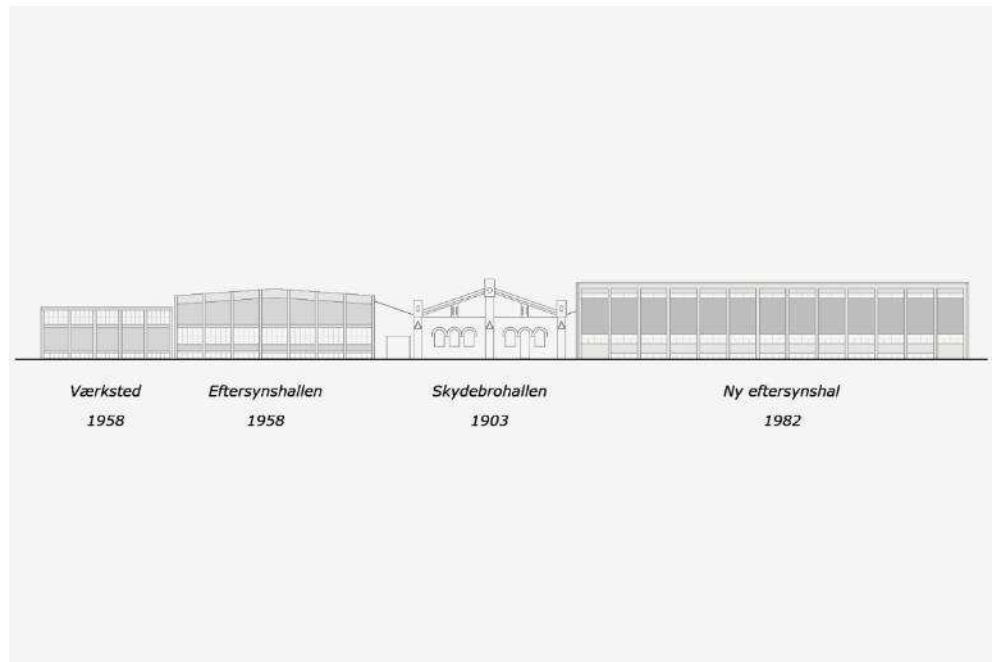 Værksted
1958
Eftersynshallen
1958
Skydebrohallen
1903
Ny eftersynshal
1982